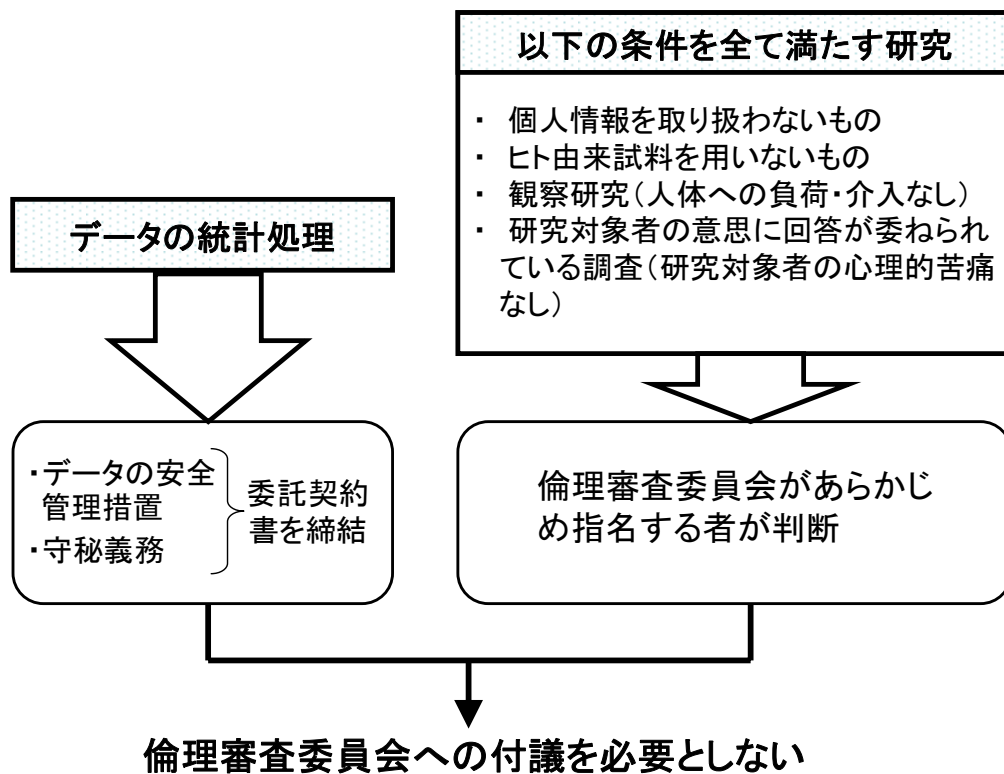 データの統計処理
・データの安全
管理措置
・守秘義務
委託契約
書を締結
以下の条件を全て満たす研究
・ 個人情報を取り扱わないもの
・ ヒト由来試料を用いないもの
・ 観察研究(人体への負荷・介入なし)
・ 研究対象者の意思に回答が委ねられ
ている調査(研究対象者の心理的苦痛
なし)
倫理審査委員会があらかじ
め指名する者が判断
倫理審査委員会への付議を必要としない